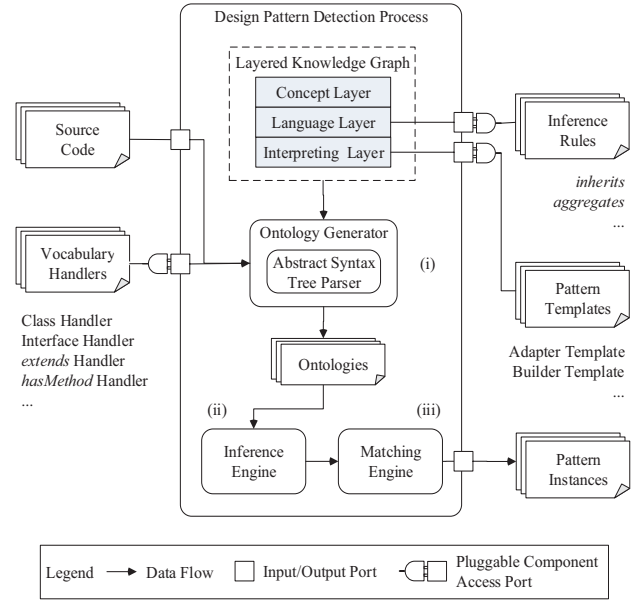 Design Pattern Detection Process
Layered Knowledge Graph
Concept Layer
Language Layer
Interpreting Layer
Source
Code
Inference
Rules
inherits
aggregates
...
Vocabulary
Handlers
Class Handler
Interface Handler
extends Handler
hasMethod Handler
...
Ontology Generator
Abstract Syntax
Tree Parser
(i)
Pattern
Templates
Adapter Template
Builder Template
...
Ontologies
(ii)
(iii)
Inference
Engine
Matching
Engine
Pattern
Instances
Legend
Data Flow
Input/Output Port
Pluggable Component
Access Port